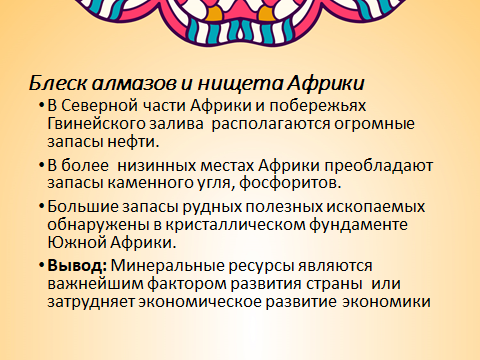 Блеск алмазов и нищета Африки
• В Северной части Африки и побережьях
Гвинейского залива располагаются огромные
запасы нефти.
• В более низинных местах Африки преобладают
запасы каменного угля, фосфоритов.
• Большие запасы рудных полезных ископаемых
обнаружены в кристаллическом фундаменте
Южной Африки.
• Вывод: Минеральные ресурсы являются
важнейшим фактором развития страны или
затрудняет экономическое развитие экономики